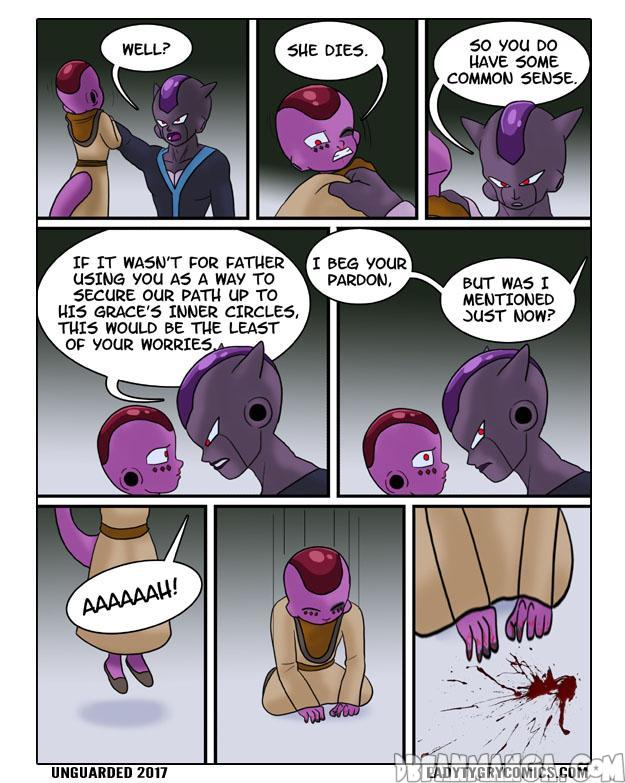 WELL?
SHE DIES.
SO YOU DO
HAVE SOME
COMMON SENSE.
IF IT WASN'T FOR FATHER
USING YOU AS A WAY TO
SECURE OUR PATH UP TO
HIS GRACE'S INNER CIRCLES,
THIS WOULD BE THE LEAST
OF YOUR WORRIES.
I BEG YOUR
PARDON,
BUT WAS I
MENTIONED
JUST NOW?
AAAAAAH!
UNGUARDED 2017
LADYTYGRYCOMICS.COM
DBFANMANGA.COM